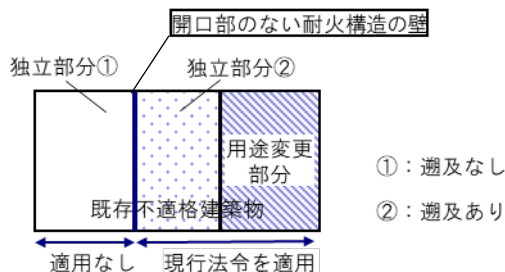 開口部のない耐火構造の壁
独立部分① 独立部分②
用途変更
部分
既存不適格建築物
①：遡及なし
②：遡及あり
適用なし 現行法令を適用